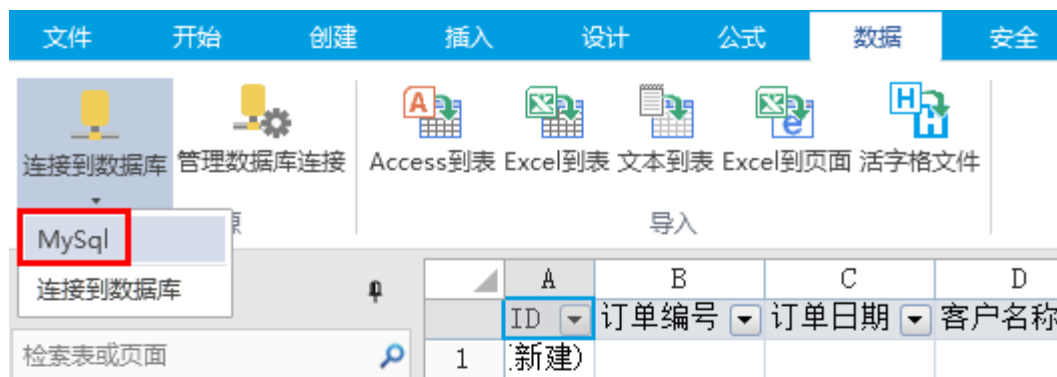 文件 开始 创建 插入 设计 公式 数据 安全
连接到数据库 管理数据库连接 Access到表 Excel到表 文本到表 Excel到页面 活字格文件
导入
MySql
连接到数据库
A B C D
ID 订单编号 订单日期 客户名称
检索表或页面
1 新建)